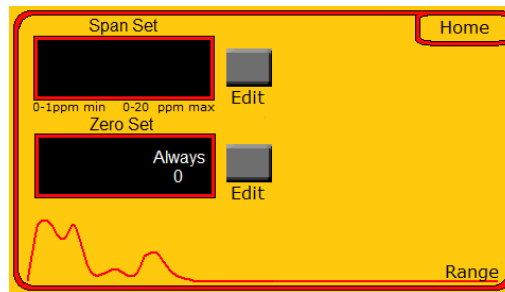 Span Set
Home
Edit
0-1ppm min 0-20 ppm max
Zero Set
Always
0
Edit
Range